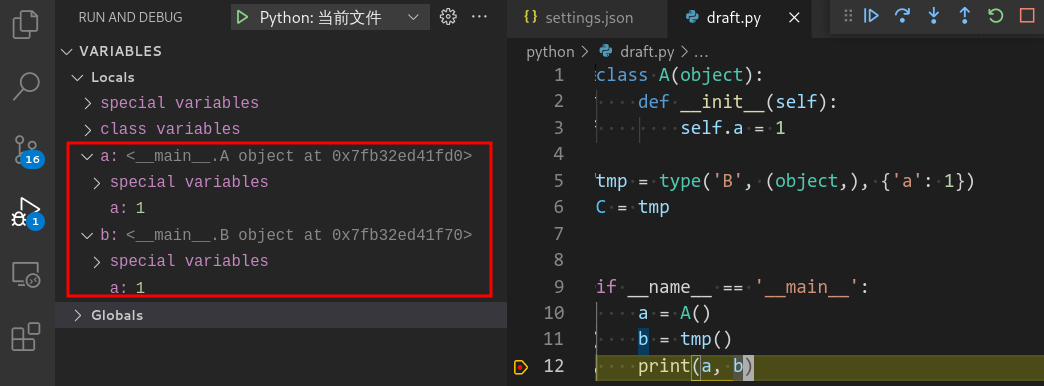 RUN AND DEBUG
Python: 当前文件
VARIABLES
Locals
special variables
class variables
a: <__main__.A object at 0x7fb32ed41fd0>
special variables
a: 1
b: <__main__.B object at 0x7fb32ed41f70>
special variables
a: 1
Globals
16
1
{} settings.json
draft.py
python > draft.py > ...
1 class A(object):
2     def __init__(self):
3         self.a = 1
4
5 tmp = type('B', (object,), {'a': 1})
6 C = tmp
7
8
9 if __name__ == '__main__':
10     a = A()
11     b = tmp()
12     print(a, b)